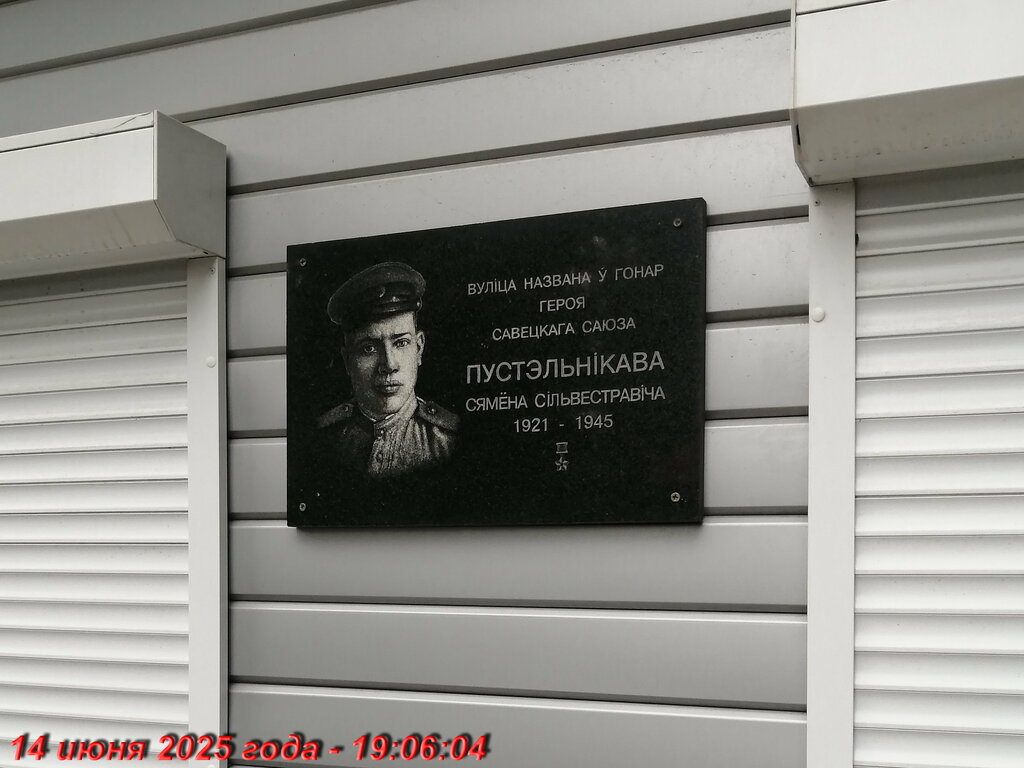 ВУЛІЦА НАЗВАНА Ў ГОНАР
ГЕРОЯ
САВЕЦКАГА САЮЗА
ПУСТЭЛЬНІКАВА
СЯМЁНА СІЛЬВЕСТРАВІЧА
1921 - 1945
14 июня 2025 года - 19:06:04